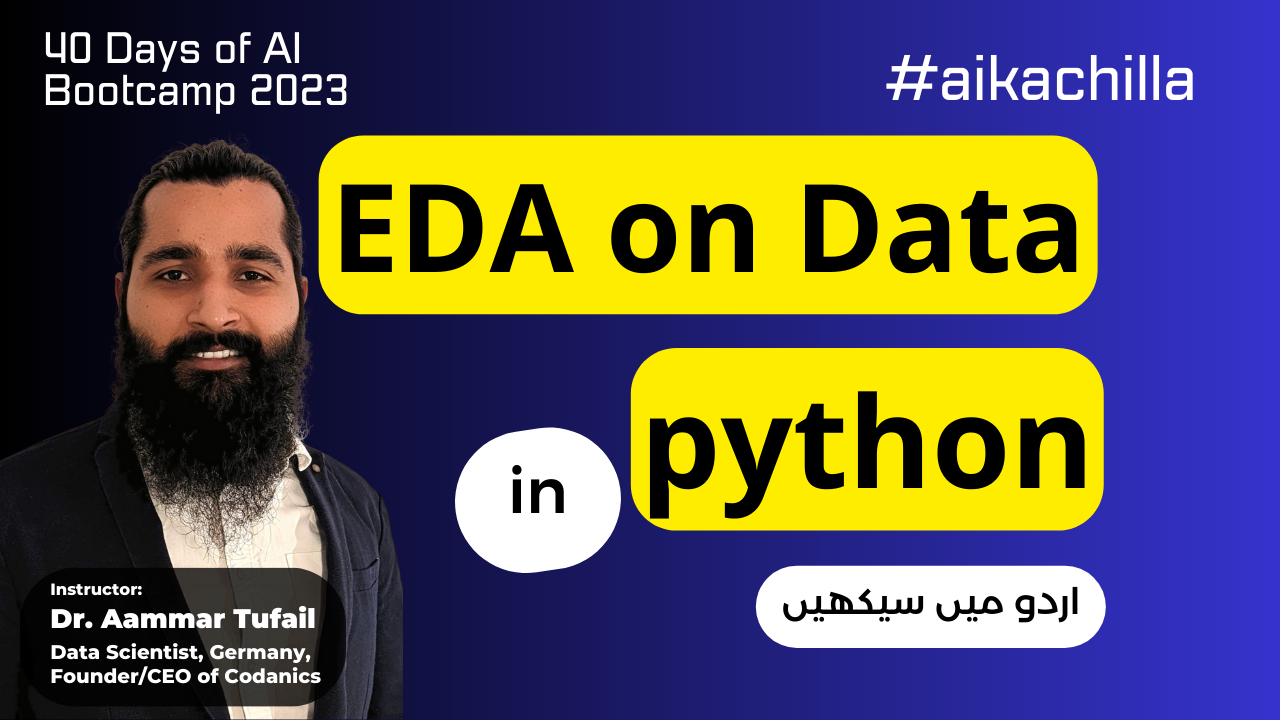 40 Days of AI
Bootcamp 2023
#aikachilla
EDA on Data
in
python
اردو میں سیکھیں
Instructor:
Dr. Aammar Tufail
Data Scientist, Germany,
Founder/CEO of Codanics